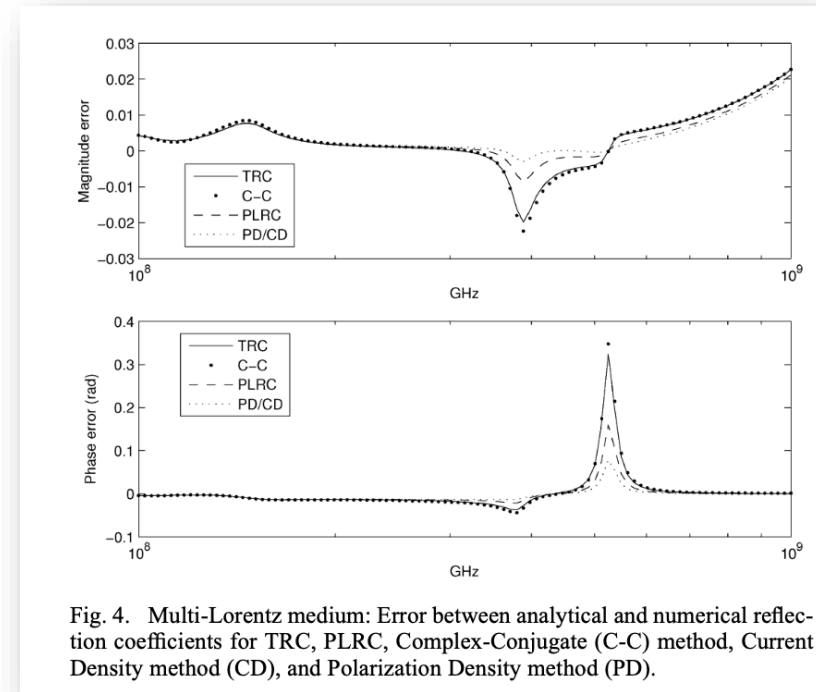 0.03
0.02
0.01
0
−0.01
−0.02
−0.03
Magnitude error
TRC
C−C
PLRC
PD/CD
10^8
10^9
GHz
0.4
0.3
0.2
0.1
0
−0.1
Phase error (rad)
TRC
C−C
PLRC
PD/CD
10^8
10^9
GHz
Fig. 4. Multi-Lorentz medium: Error between analytical and numerical reflec-
tion coefficients for TRC, PLRC, Complex-Conjugate (C-C) method, Current
Density method (CD), and Polarization Density method (PD).